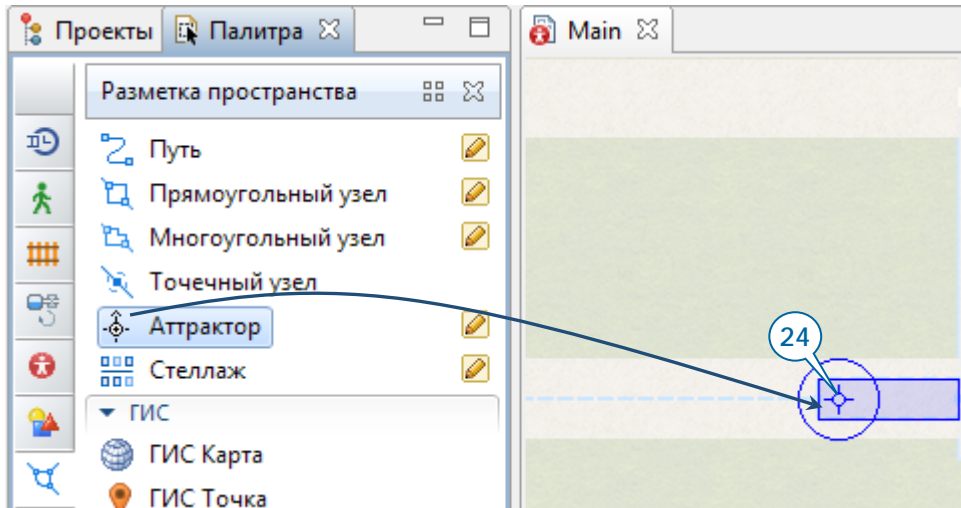 Проекты
Палитра
Main
Разметка пространства
Путь
Прямоугольный узел
Многоугольный узел
Точечный узел
Аттрактор
Стеллаж
ГИС
ГИС Карта
ГИС Точка
24